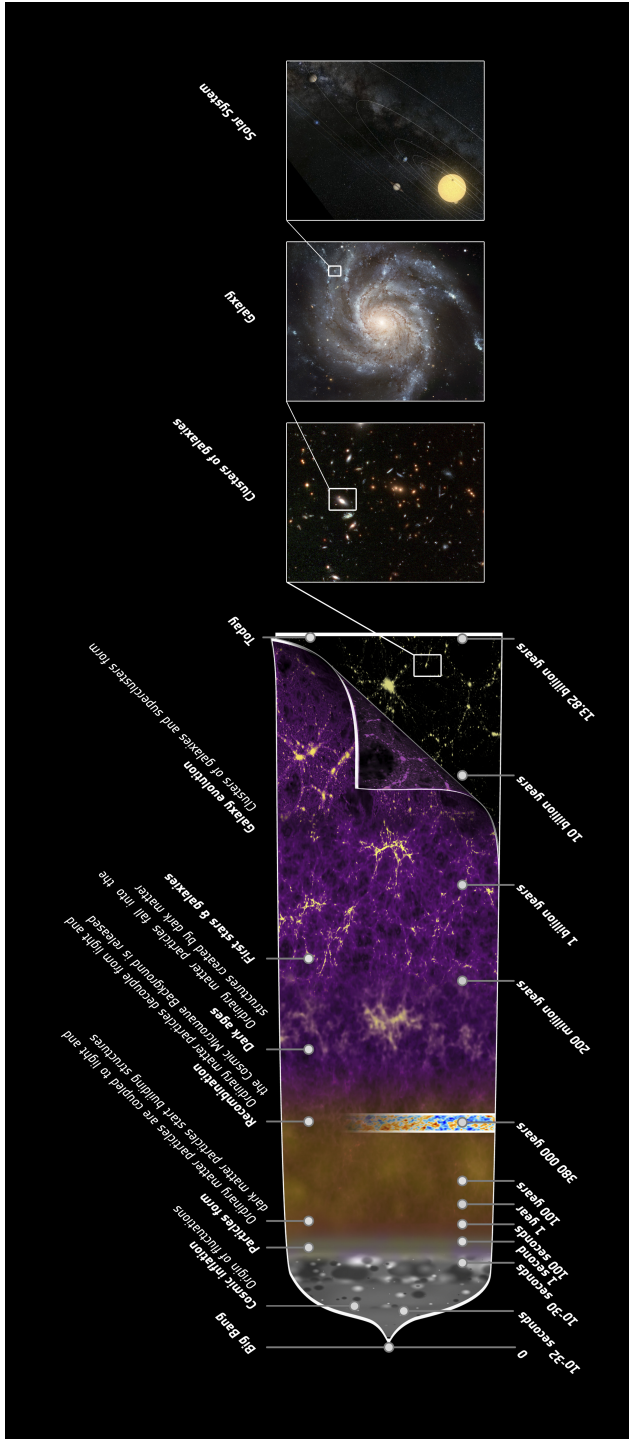 Big Bang
Cosmic inflation
Origin of fluctuations
Particles form
Ordinary matter particles are coupled to light and
dark matter particles start building structures
Recombination
Ordinary matter particles decouple from light and
the Cosmic Microwave Background is released
Dark ages
Ordinary matter particles fall into the
structures created by dark matter
First stars & galaxies
Galaxy evolution
Clusters of galaxies and superclusters form
Today
Clusters of galaxies
Galaxy
Solar System
0
10-32 seconds
10-30 seconds
1 second
100 seconds
1 year
100 years
380 000 years
200 million years
1 billion years
10 billion years
13.82 billion years